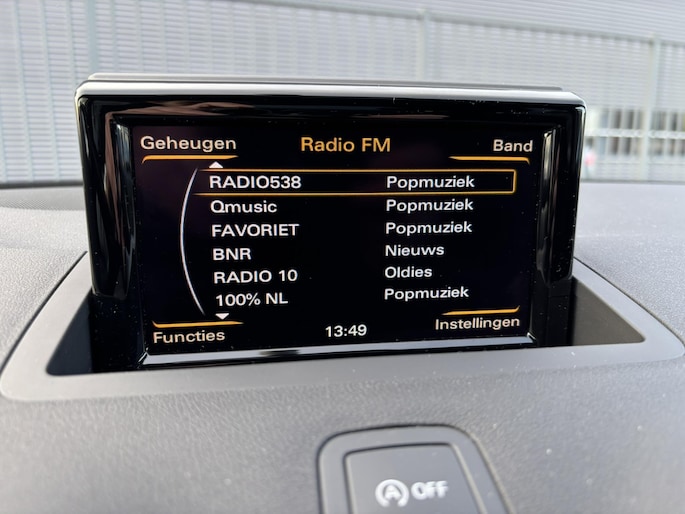 Geheugen Radio FM Band
RADIO538 Popmuziek
Qmusic Popmuziek
FAVORIET Popmuziek
BNR Nieuws
RADIO 10 Oldies
100% NL Popmuziek
Functies 13:49 Instellingen
A OFF